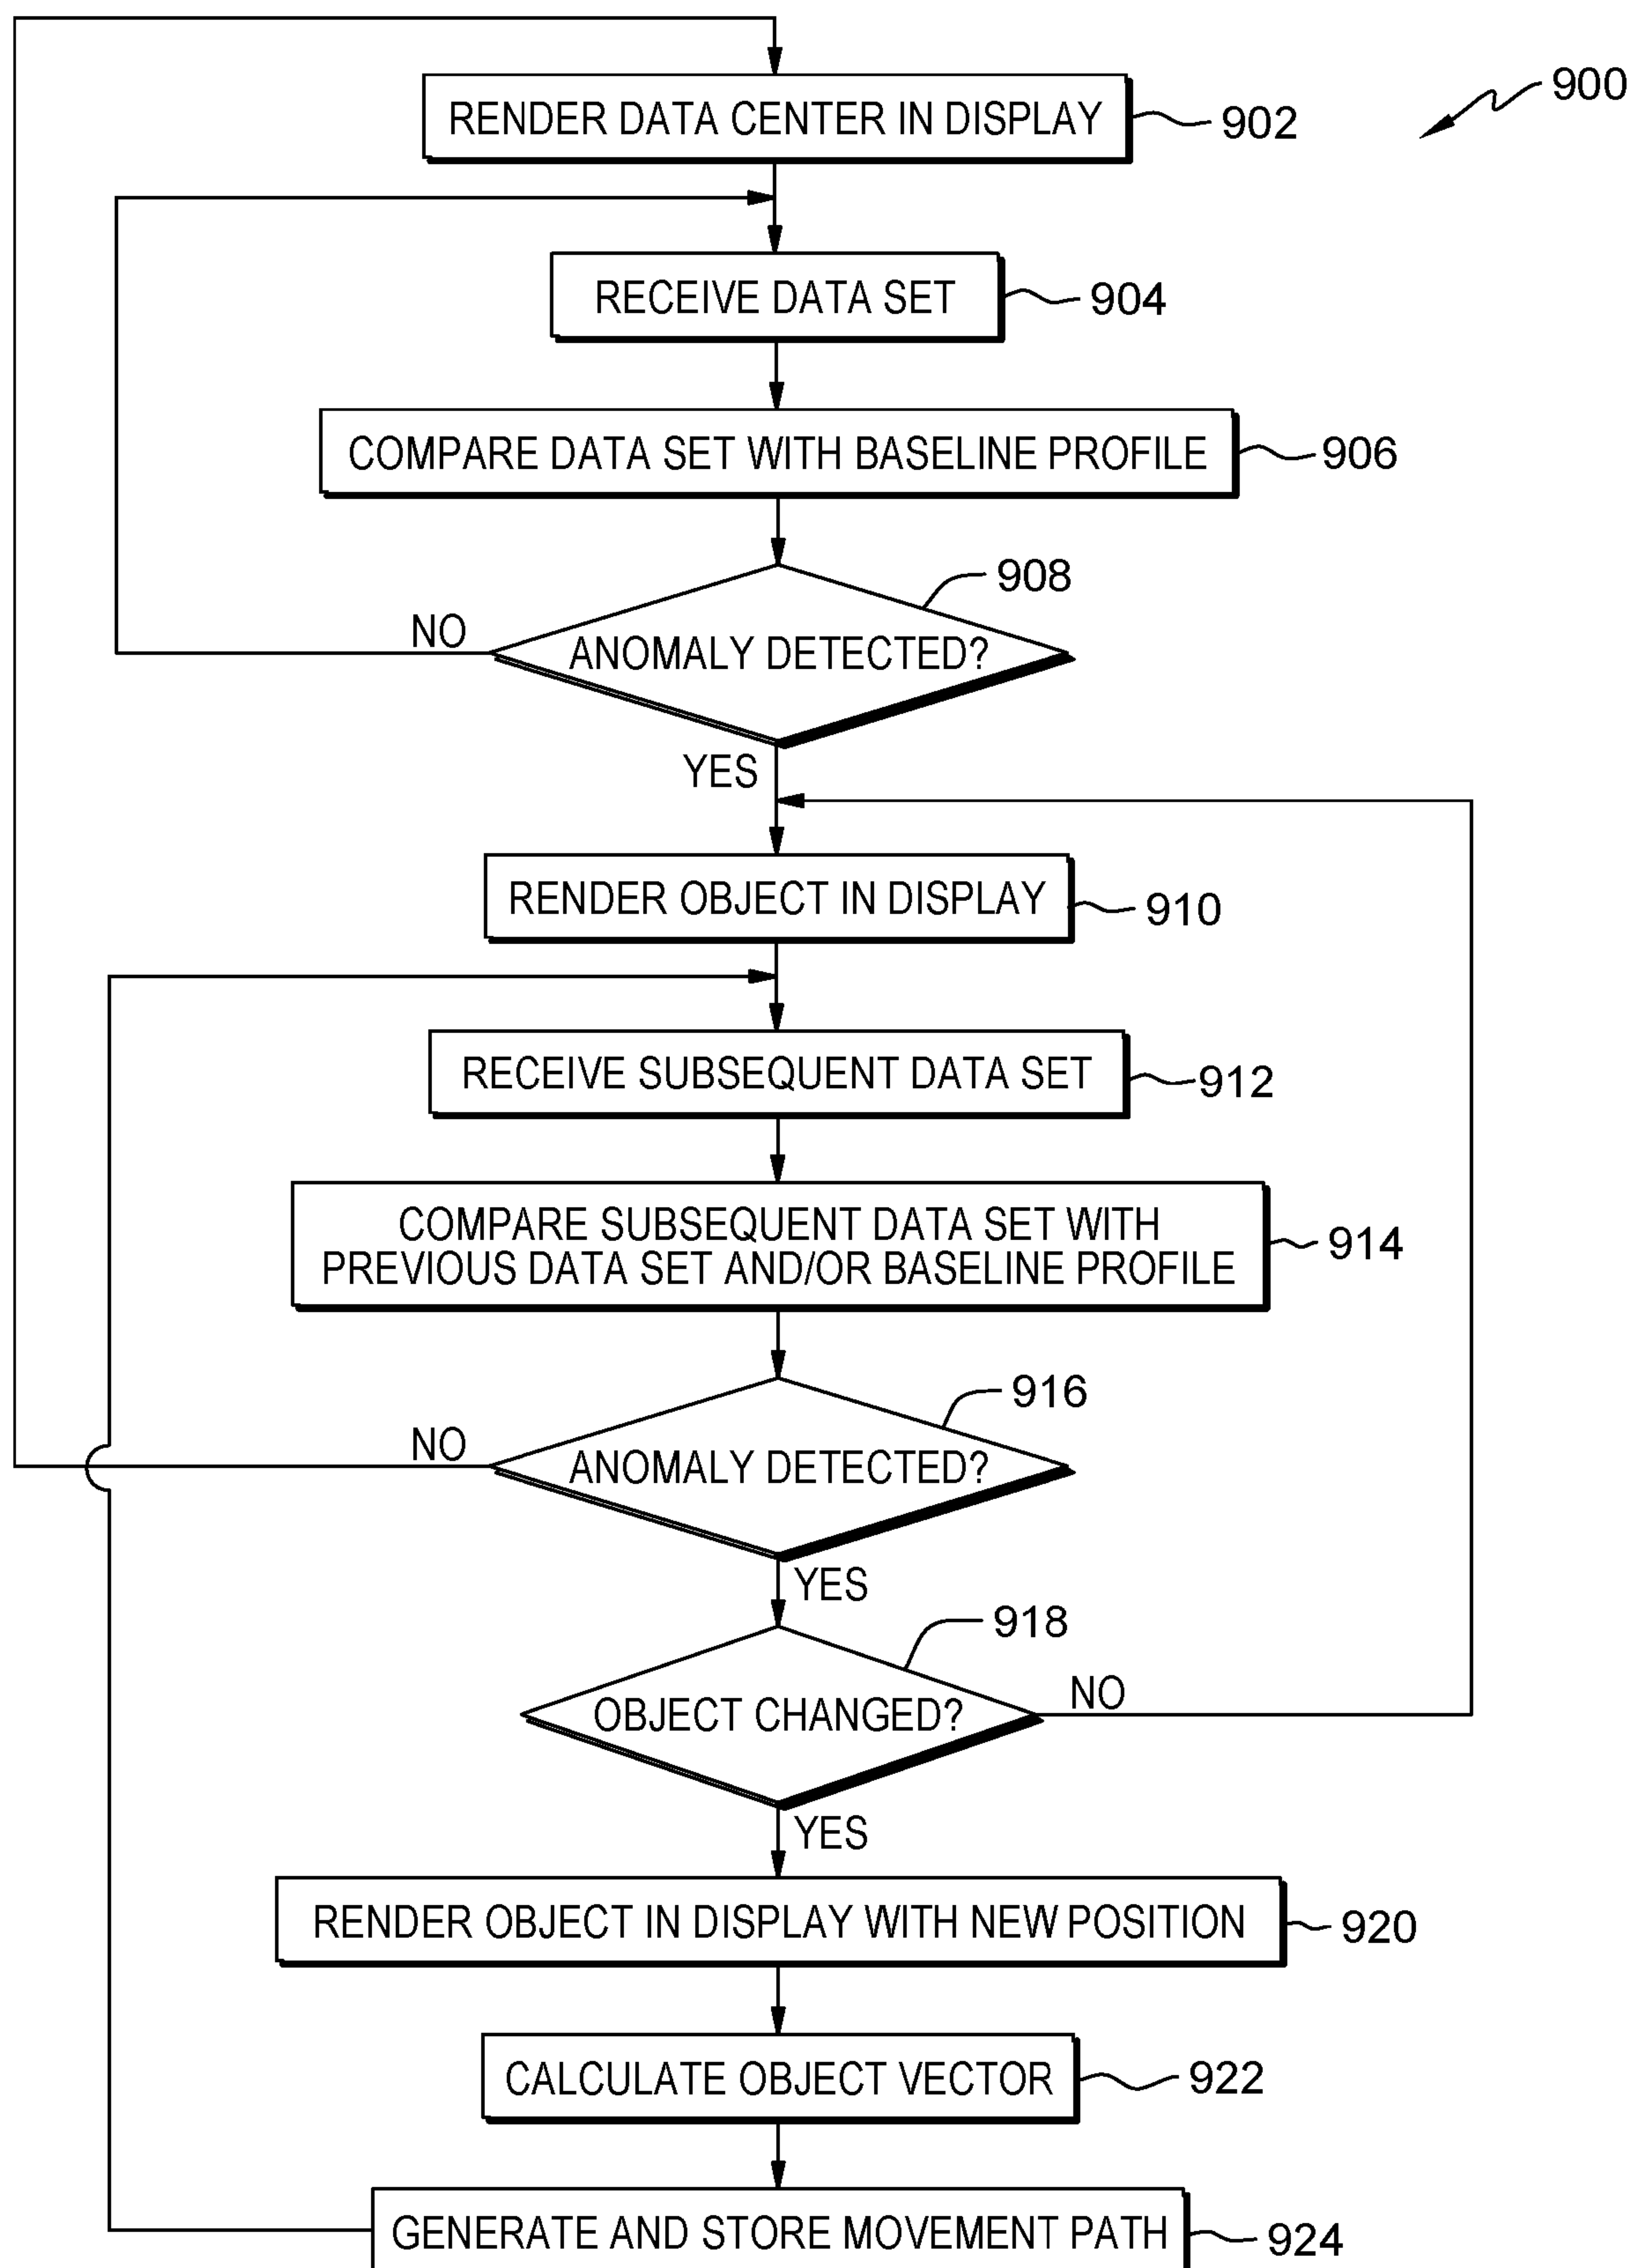 900
RENDER DATA CENTER IN DISPLAY
902
RECEIVE DATA SET
904
COMPARE DATA SET WITH BASELINE PROFILE
906
908
ANOMALY DETECTED?
NO
YES
RENDER OBJECT IN DISPLAY
910
RECEIVE SUBSEQUENT DATA SET
912
COMPARE SUBSEQUENT DATA SET WITH
PREVIOUS DATA SET AND/OR BASELINE PROFILE
914
916
ANOMALY DETECTED?
NO
YES
918
OBJECT CHANGED?
NO
YES
RENDER OBJECT IN DISPLAY WITH NEW POSITION
920
CALCULATE OBJECT VECTOR
922
GENERATE AND STORE MOVEMENT PATH
924